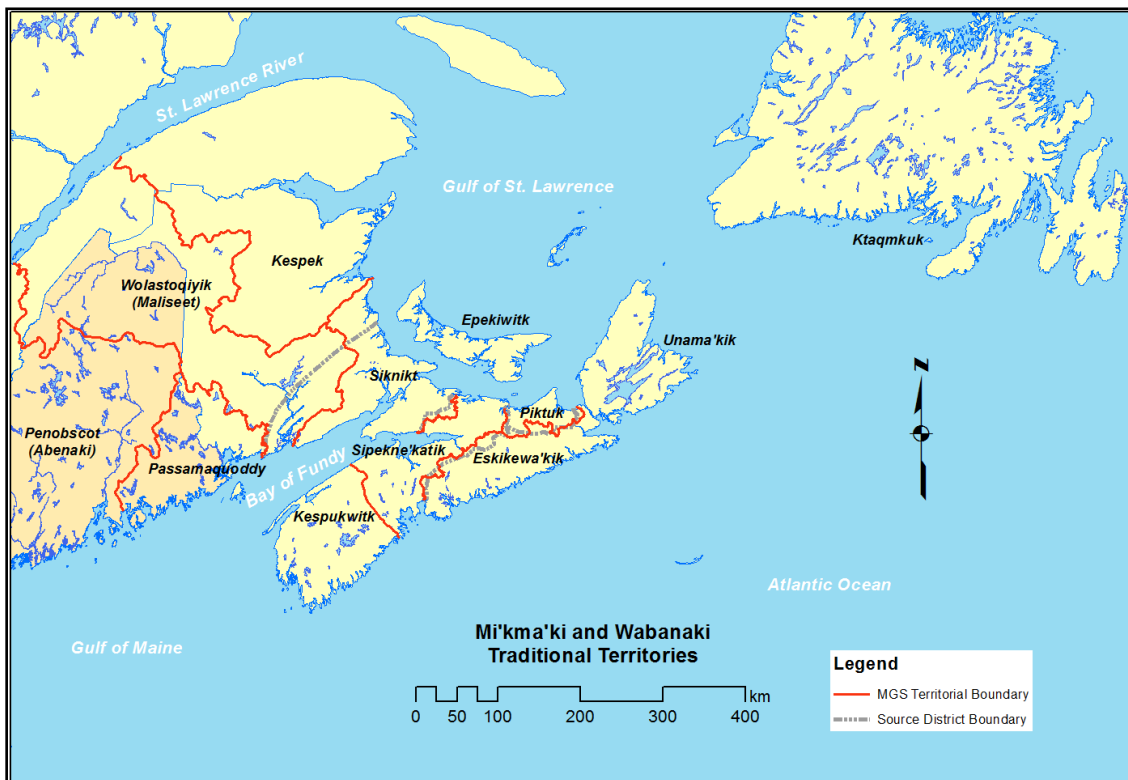 St. Lawrence River
Gulf of St. Lawrence
Ktaqmkuk
Kespek
Wolastoqiyik
(Maliseet)
Epekiwitk
Unama'kik
Siknikt
Piktuk
Penobscot
(Abenaki)
Passamaquoddy
Sipekne'katik
Eskikewa'kik
Bay of Fundy
Kespukwitk
N
Atlantic Ocean
Gulf of Maine
Mi'kma'ki and Wabanaki
Traditional Territories
km
0 50 100 200 300 400
Legend
MGS Territorial Boundary
Source District Boundary